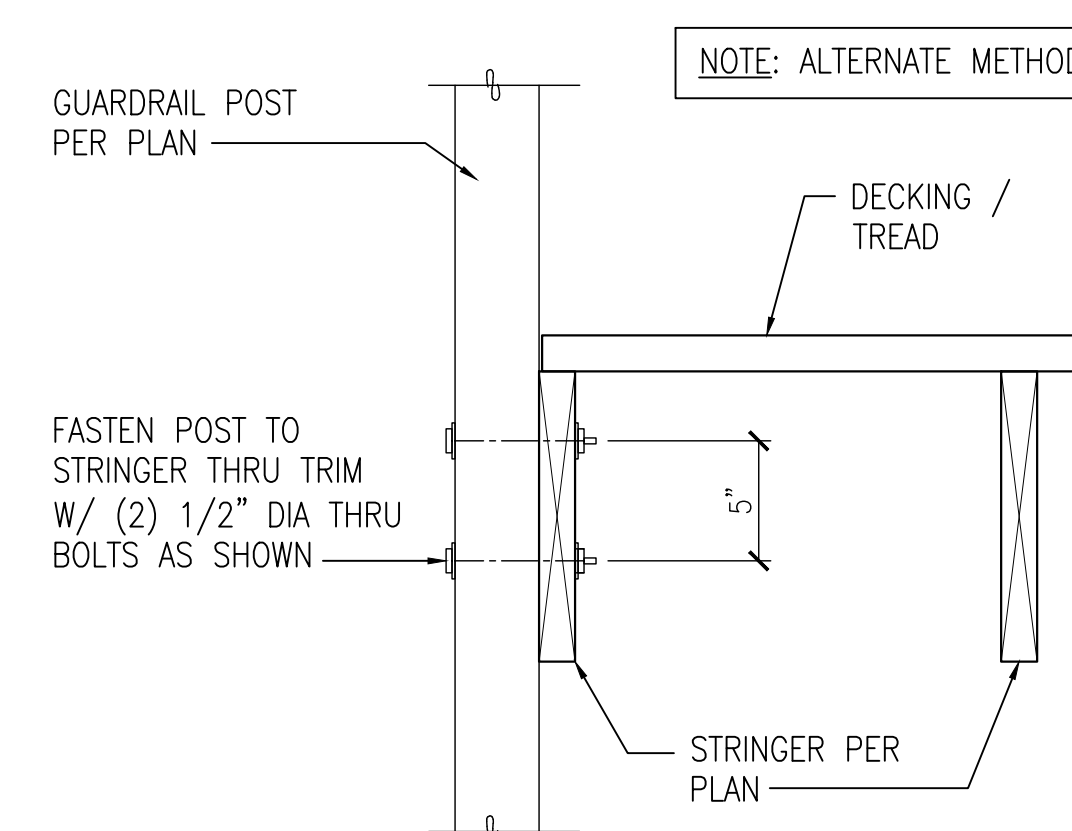 NOTE: ALTERNATE METHOD
GUARDRAIL POST
PER PLAN
DECKING /
TREAD
FASTEN POST TO
STRINGER THRU TRIM
W/ (2) 1/2" DIA THRU
BOLTS AS SHOWN
5"
STRINGER PER
PLAN